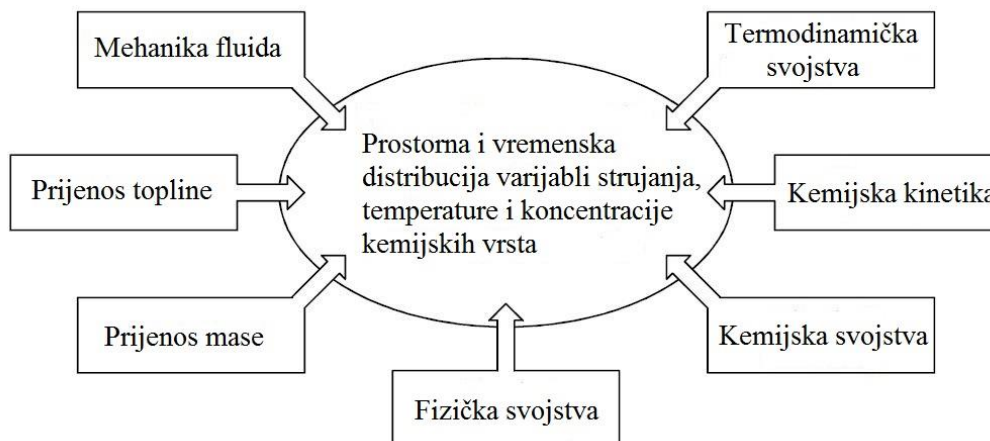 Mehanika fluida
Termodinamička
svojstva
Prostorna i vremenska
distribucija varijabli strujanja,
temperature i koncentracije
kemijskih vrsta
Prijenos topline
Kemijska kinetika
Prijenos mase
Kemijska svojstva
Fizička svojstva